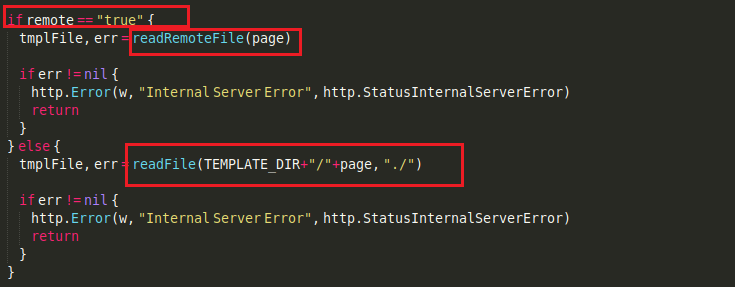 if remote == "true" {
tmplFile, err = readRemoteFile(page)
if err != nil {
http.Error(w, "Internal Server Error", http.StatusInternalServerError)
return
}
} else {
tmplFile, err = readFile(TEMPLATE_DIR+"/"+page, "./")
if err != nil {
http.Error(w, "Internal Server Error", http.StatusInternalServerError)
return
}
}